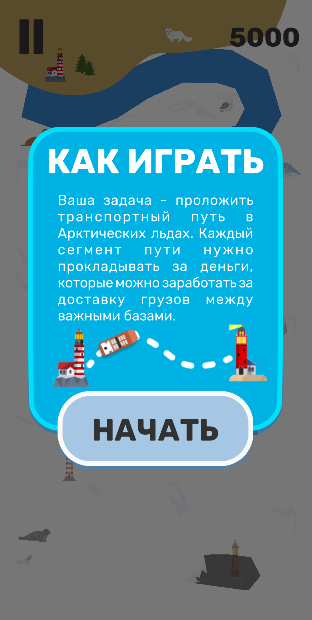 5000
КАК ИГРАТЬ
Ваша задача - проложить
транспортный путь в
Арктических льдах. Каждый
сегмент пути нужно
прокладывать за деньги,
которые можно заработать за
доставку грузов между
важными базами.
НАЧАТЬ